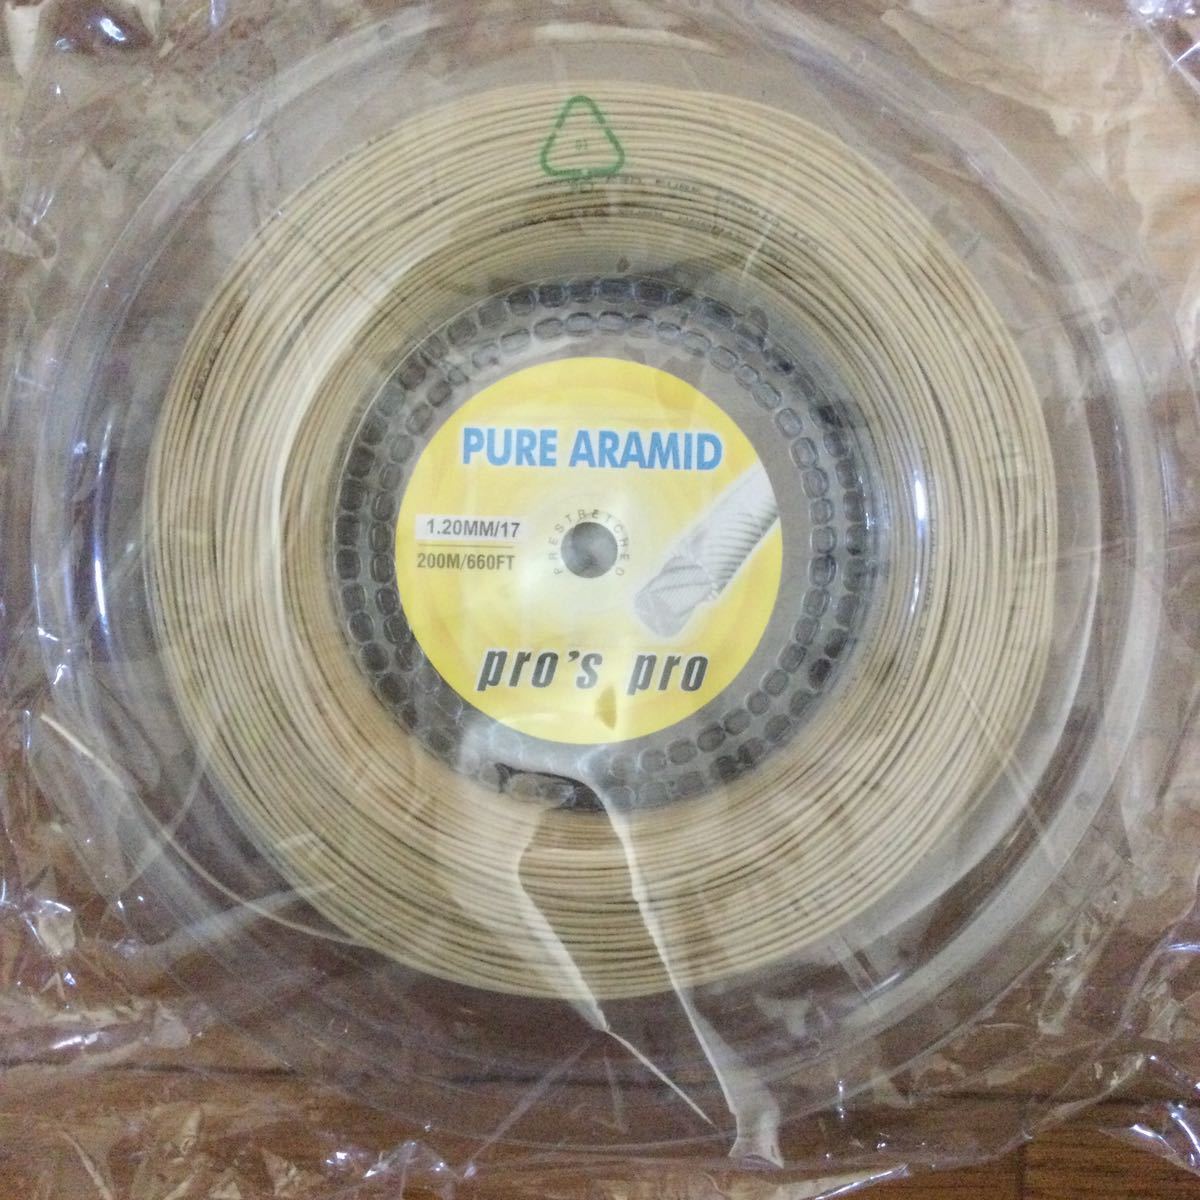 PURE ARAMID
1.20MM/17
200M/660FT
PRESTRETCHED
pro's pro